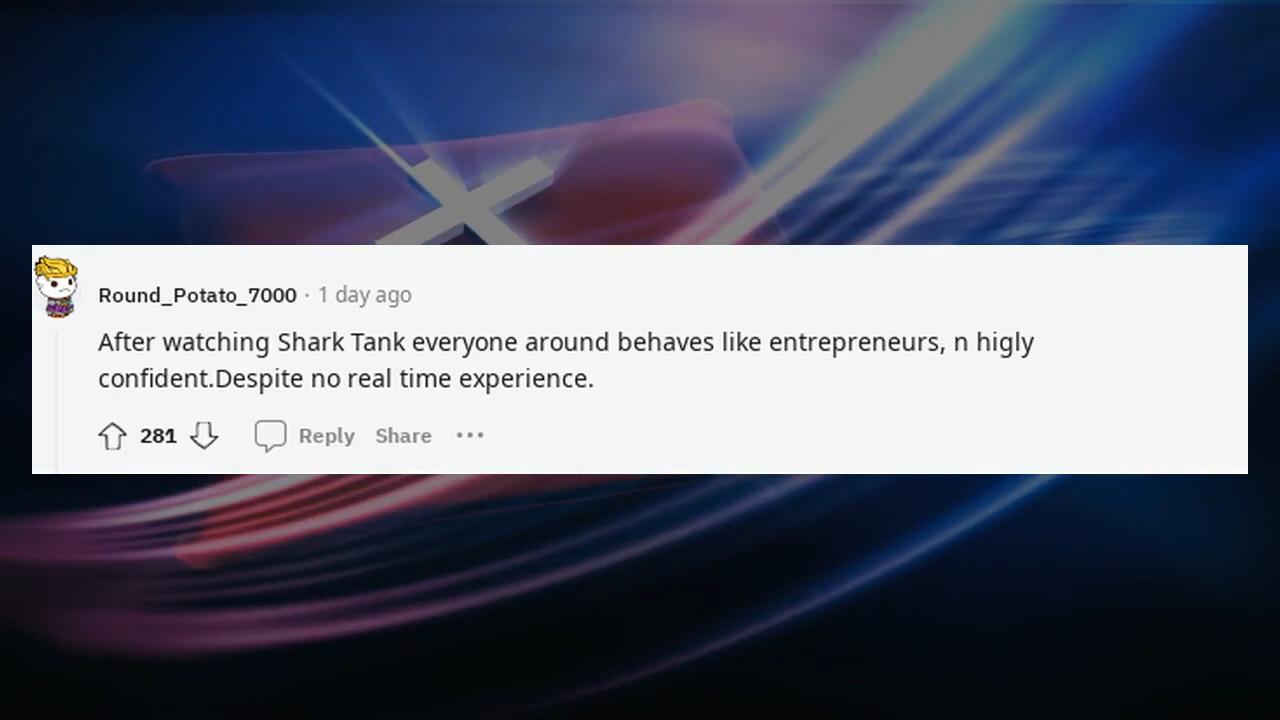 Round_Potato_7000 · 1 day ago
After watching Shark Tank everyone around behaves like entrepreneurs, n higly
confident.Despite no real time experience.
281 Reply Share ···